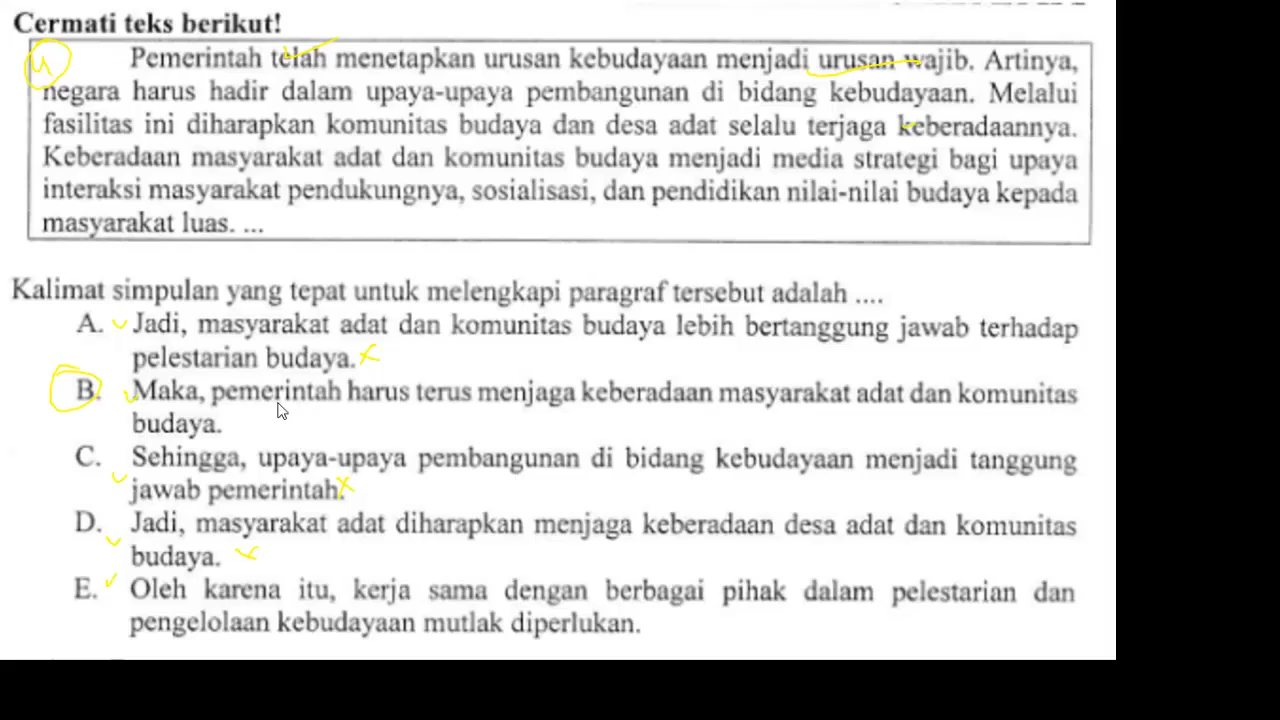 Cermati teks berikut!
Pemerintah telah menetapkan urusan kebudayaan menjadi urusan wajib. Artinya,
negara harus hadir dalam upaya-upaya pembangunan di bidang kebudayaan. Melalui
fasilitas ini diharapkan komunitas budaya dan desa adat selalu terjaga keberadaannya.
Keberadaan masyarakat adat dan komunitas budaya menjadi media strategi bagi upaya
interaksi masyarakat pendukungnya, sosialisasi, dan pendidikan nilai-nilai budaya kepada
masyarakat luas. ...
Kalimat simpulan yang tepat untuk melengkapi paragraf tersebut adalah ....
A. Jadi, masyarakat adat dan komunitas budaya lebih bertanggung jawab terhadap
pelestarian budaya.
B. Maka, pemerintah harus terus menjaga keberadaan masyarakat adat dan komunitas
budaya.
C. Sehingga, upaya-upaya pembangunan di bidang kebudayaan menjadi tanggung
jawab pemerintah.
D. Jadi, masyarakat adat diharapkan menjaga keberadaan desa adat dan komunitas
budaya.
E. Oleh karena itu, kerja sama dengan berbagai pihak dalam pelestarian dan
pengelolaan kebudayaan mutlak diperlukan.